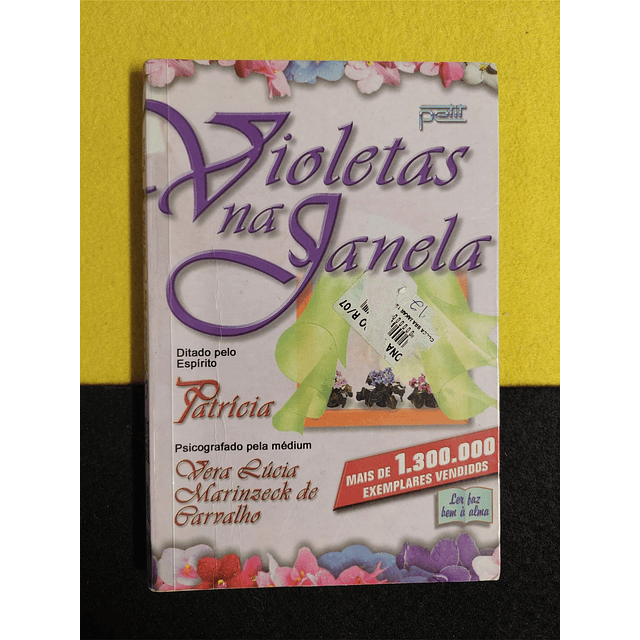 petit
Violetas
na Janela
Ditado pelo
Espírito
Patrícia
Psicografado pela médium
Vera Lúcia
Marinzeck de
Carvalho
MAIS DE 1.300.000
EXEMPLARES VENDIDOS
Ler faz
bem à alma